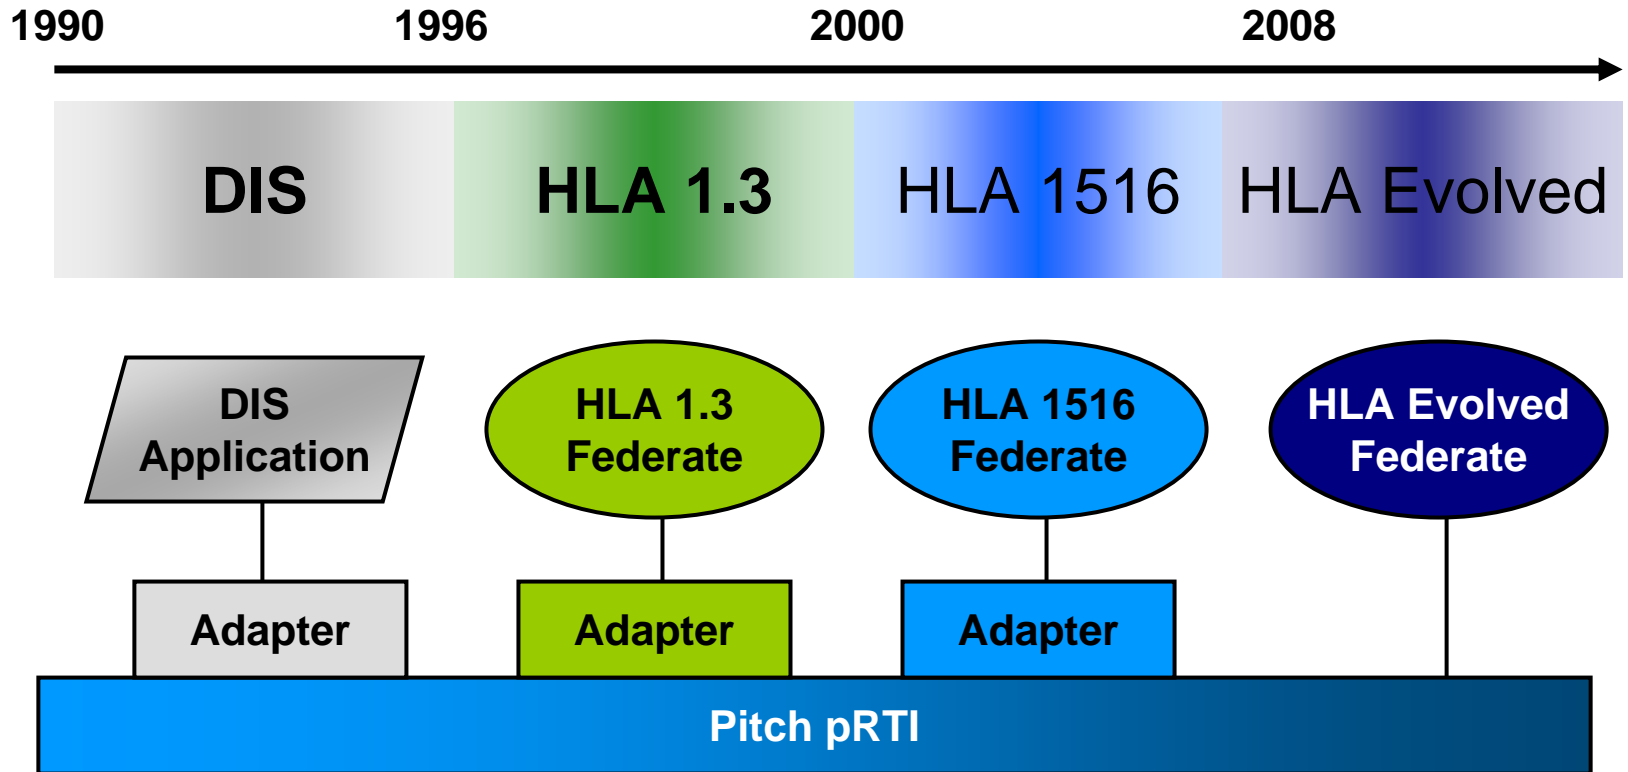 1990 1996 2000 2008
DIS HLA 1.3 HLA 1516 HLA Evolved
DIS
Application
HLA 1.3
Federate
HLA 1516
Federate
HLA Evolved
Federate
Adapter Adapter Adapter
Pitch pRTI